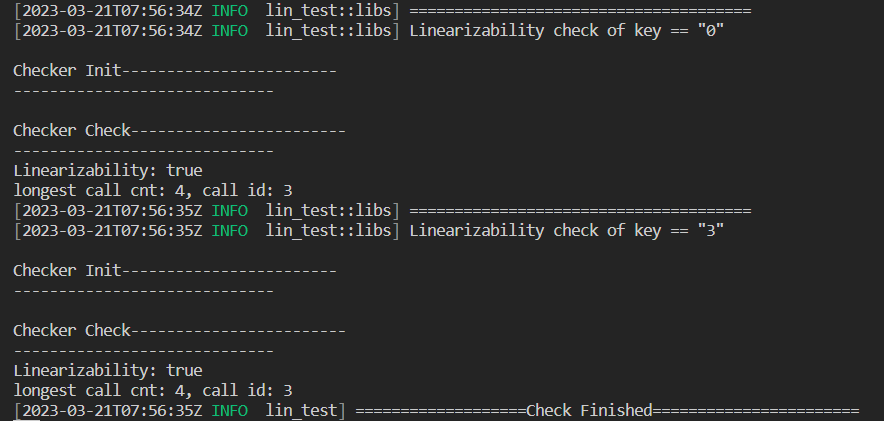 [2023-03-21T07:56:34Z INFO  lin_test::libs] ======================================
[2023-03-21T07:56:34Z INFO  lin_test::libs] Linearizability check of key == "0"
Checker Init------------------------
-----------------------------
Checker Check------------------------
-----------------------------
Linearizability: true
longest call cnt: 4, call id: 3
[2023-03-21T07:56:35Z INFO  lin_test::libs] ======================================
[2023-03-21T07:56:35Z INFO  lin_test::libs] Linearizability check of key == "3"
Checker Init------------------------
-----------------------------
Checker Check------------------------
-----------------------------
Linearizability: true
longest call cnt: 4, call id: 3
[2023-03-21T07:56:35Z INFO  lin_test] ===================Check Finished=======================